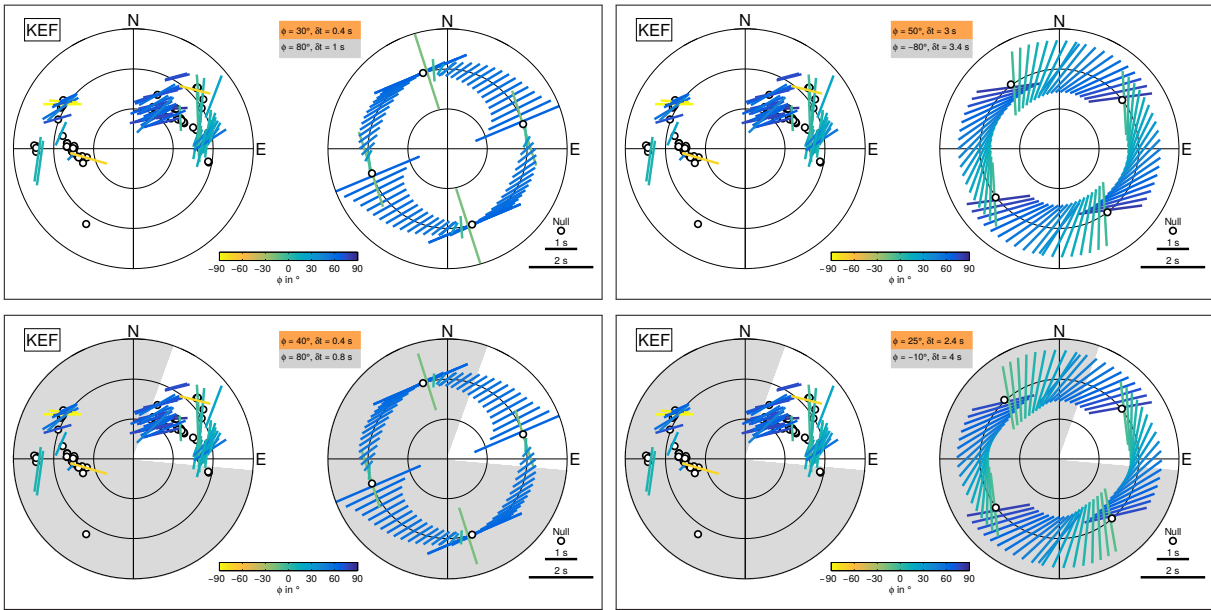 KEF
N
E
φ = 30°, δt = 0.4 s
φ = 80°, δt = 1 s
N
E
Null
1 s
2 s
−90 −60 −30 0 30 60 90
φ in °
KEF
N
E
φ = 50°, δt = 3 s
φ = −80°, δt = 3.4 s
N
E
Null
1 s
2 s
−90 −60 −30 0 30 60 90
φ in °
KEF
N
E
φ = 40°, δt = 0.4 s
φ = 80°, δt = 0.8 s
N
E
Null
1 s
2 s
−90 −60 −30 0 30 60 90
φ in °
KEF
N
E
φ = 25°, δt = 2.4 s
φ = −10°, δt = 4 s
N
E
Null
1 s
2 s
−90 −60 −30 0 30 60 90
φ in °